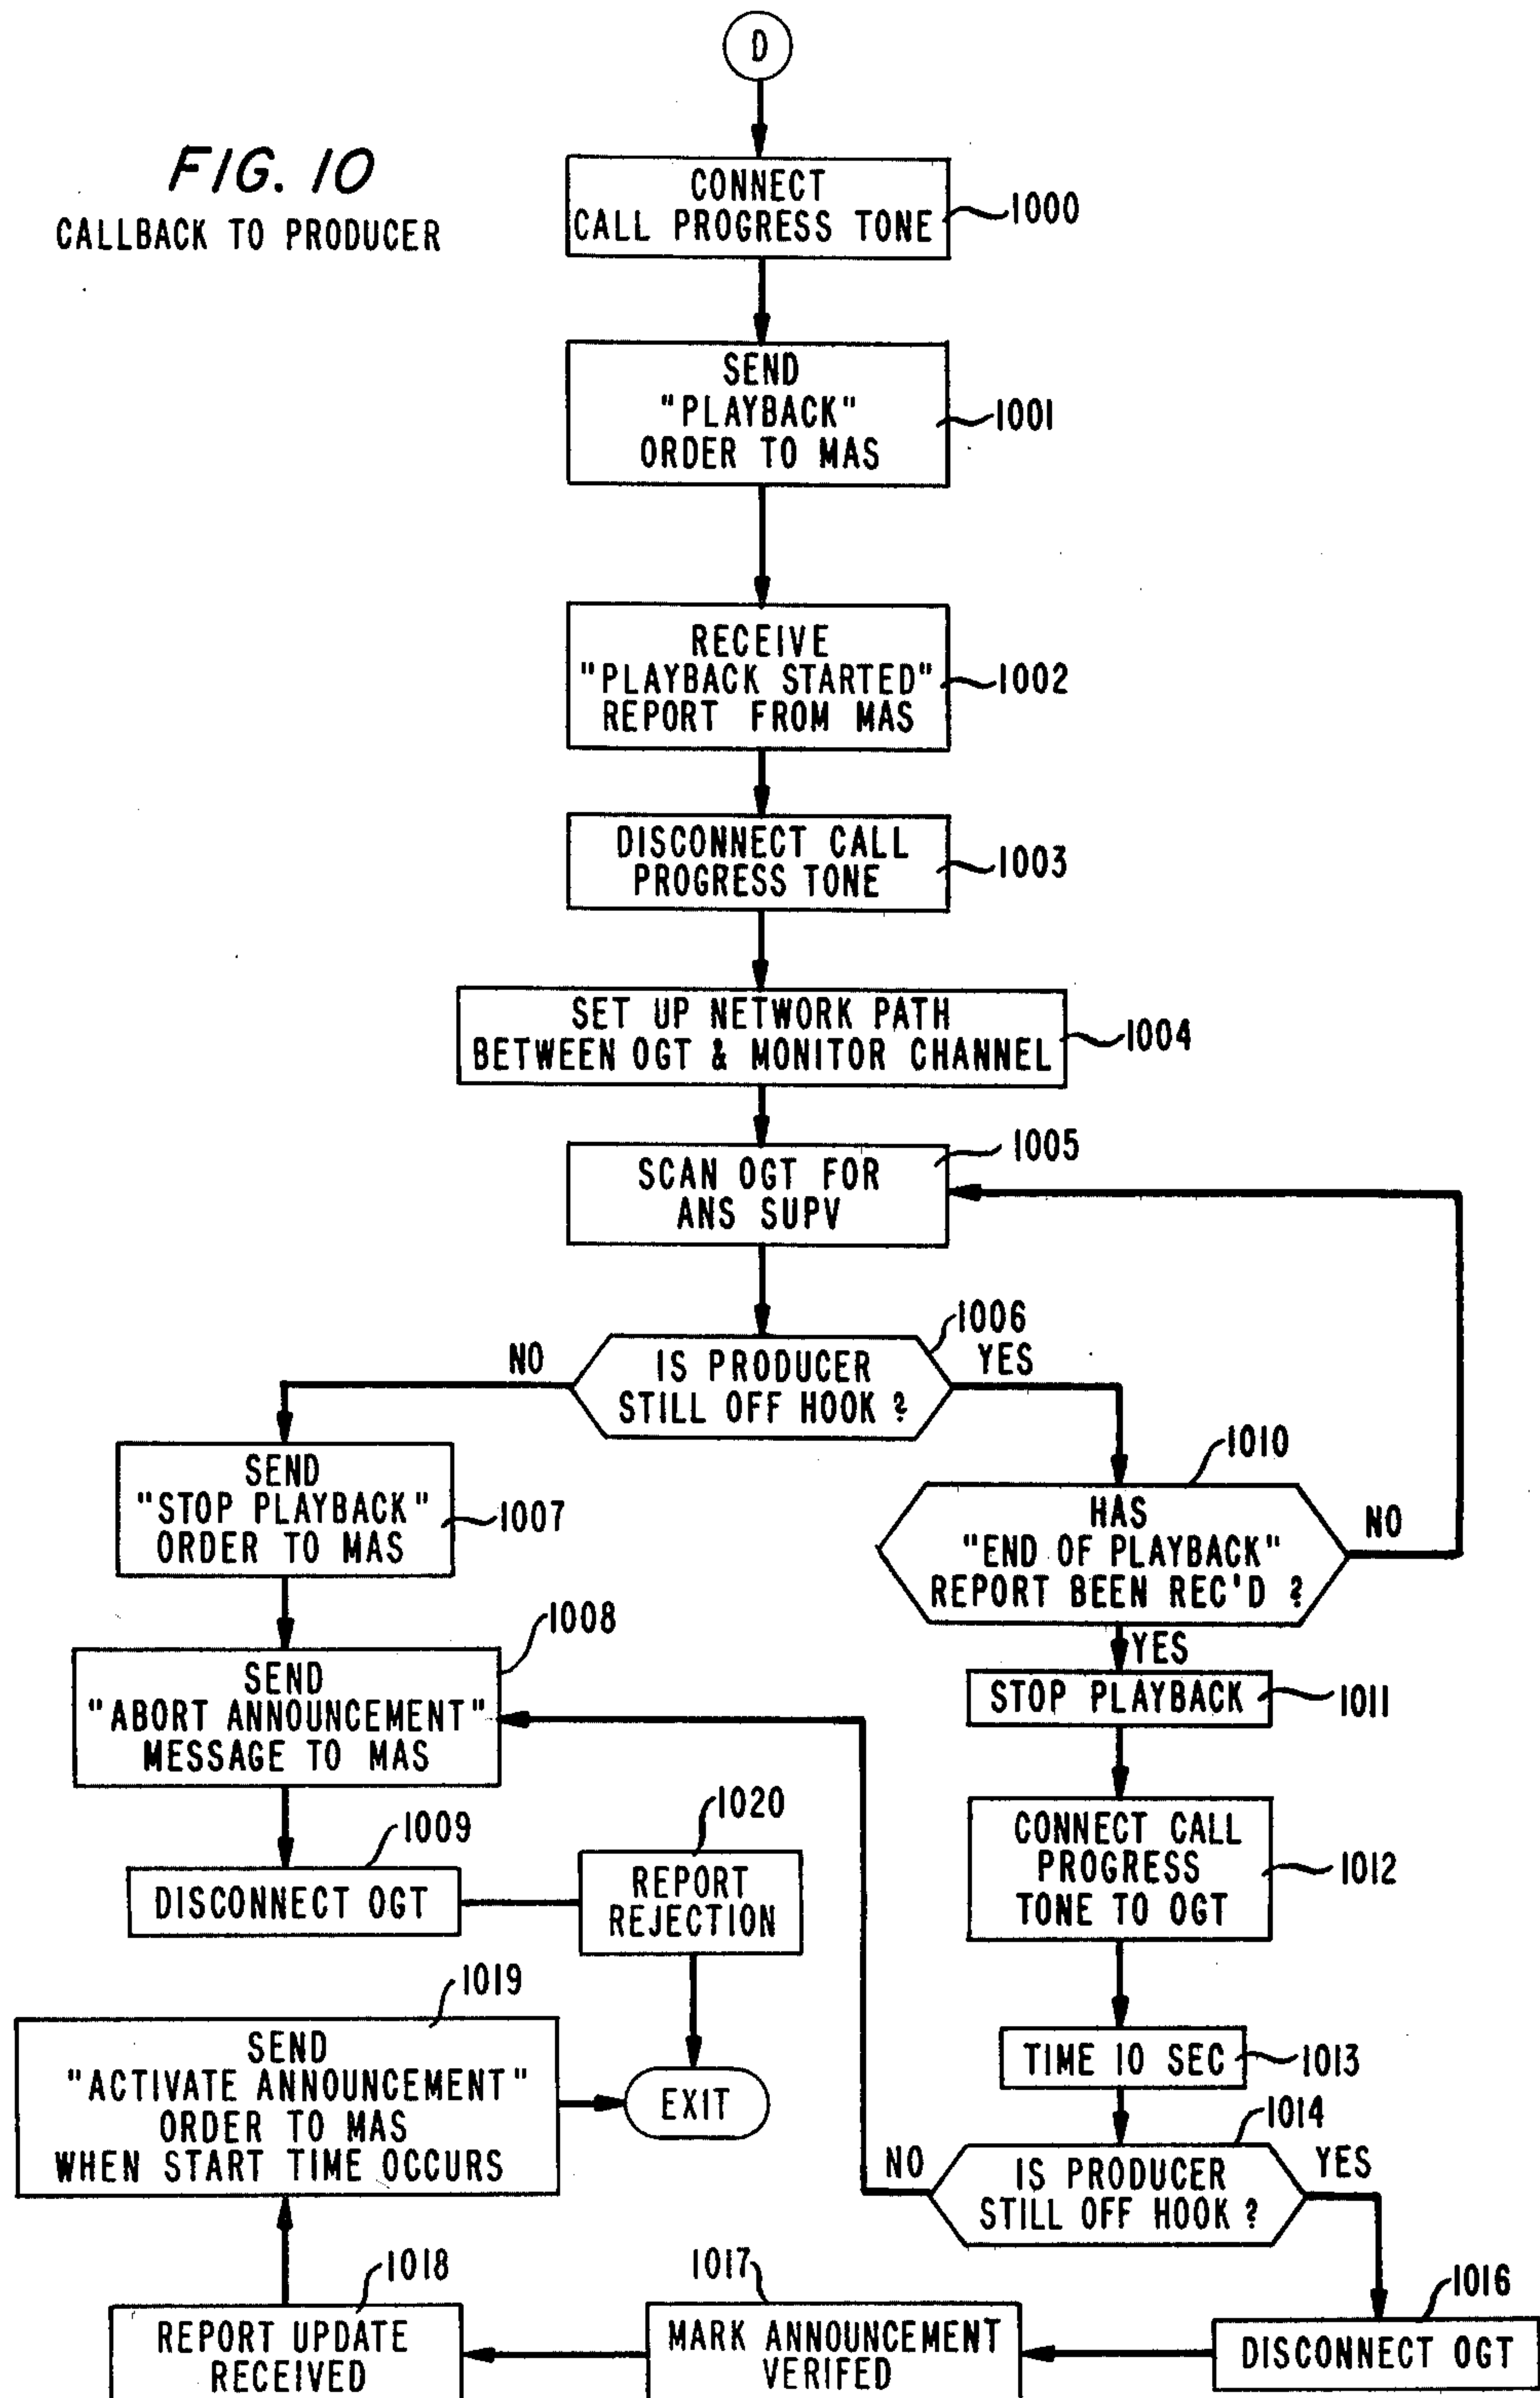 D
FIG. 10
CALLBACK TO PRODUCER
CONNECT
CALL PROGRESS TONE
1000
SEND
"PLAYBACK"
ORDER TO MAS
1001
RECEIVE
"PLAYBACK STARTED"
REPORT FROM MAS
1002
DISCONNECT CALL
PROGRESS TONE
1003
SET UP NETWORK PATH
BETWEEN OGT & MONITOR CHANNEL
1004
SCAN OGT FOR
ANS SUPV
1005
IS PRODUCER
STILL OFF HOOK ?
1006
NO
YES
SEND
"STOP PLAYBACK"
ORDER TO MAS
1007
HAS
"END OF PLAYBACK"
REPORT BEEN REC'D ?
1010
NO
YES
SEND
"ABORT ANNOUNCEMENT"
MESSAGE TO MAS
1008
STOP PLAYBACK
1011
DISCONNECT OGT
1009
REPORT
REJECTION
1020
CONNECT CALL
PROGRESS
TONE TO OGT
1012
SEND
"ACTIVATE ANNOUNCEMENT"
ORDER TO MAS
WHEN START TIME OCCURS
1019
EXIT
TIME 10 SEC
1013
IS PRODUCER
STILL OFF HOOK ?
1014
NO
YES
REPORT UPDATE
RECEIVED
1018
MARK ANNOUNCEMENT
VERIFED
1017
DISCONNECT OGT
1016